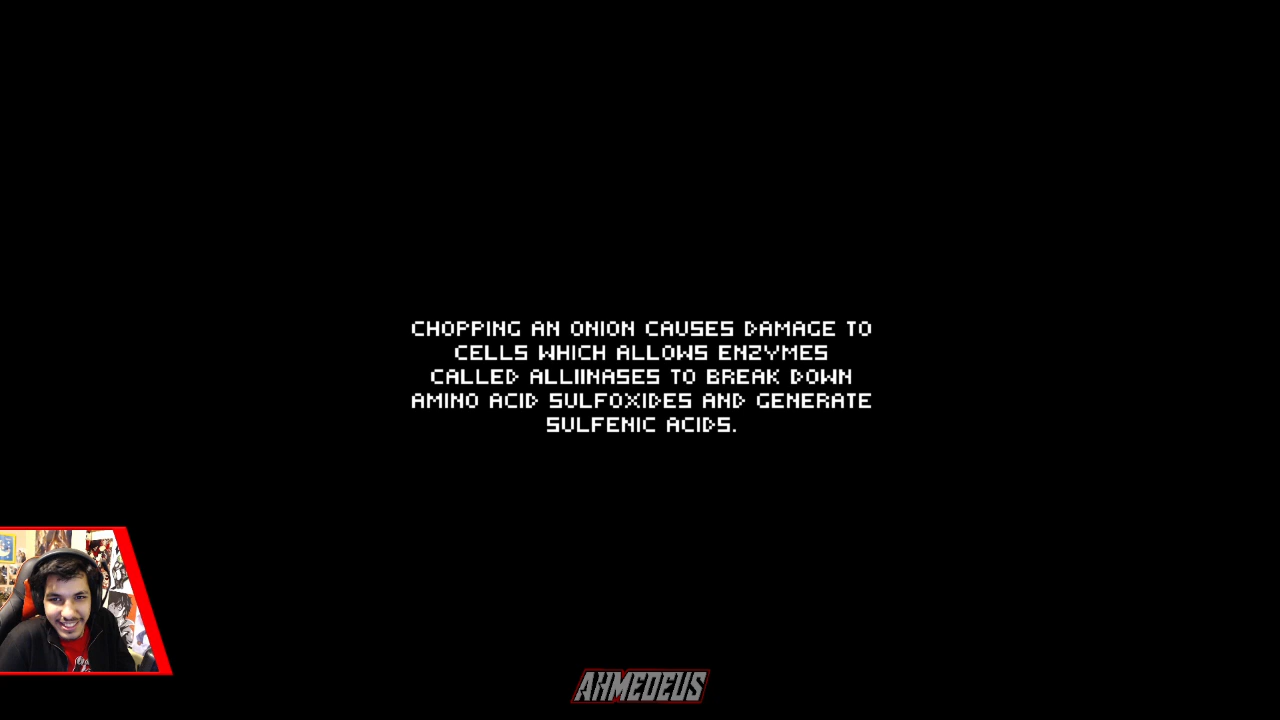 CHOPPING AN ONION CAUSES DAMAGE TO
CELLS WHICH ALLOWS ENZYMES
CALLED ALLIINASES TO BREAK DOWN
AMINO ACID SULFOXIDES AND GENERATE
SULFENIC ACIDS.
AHMEDEUS